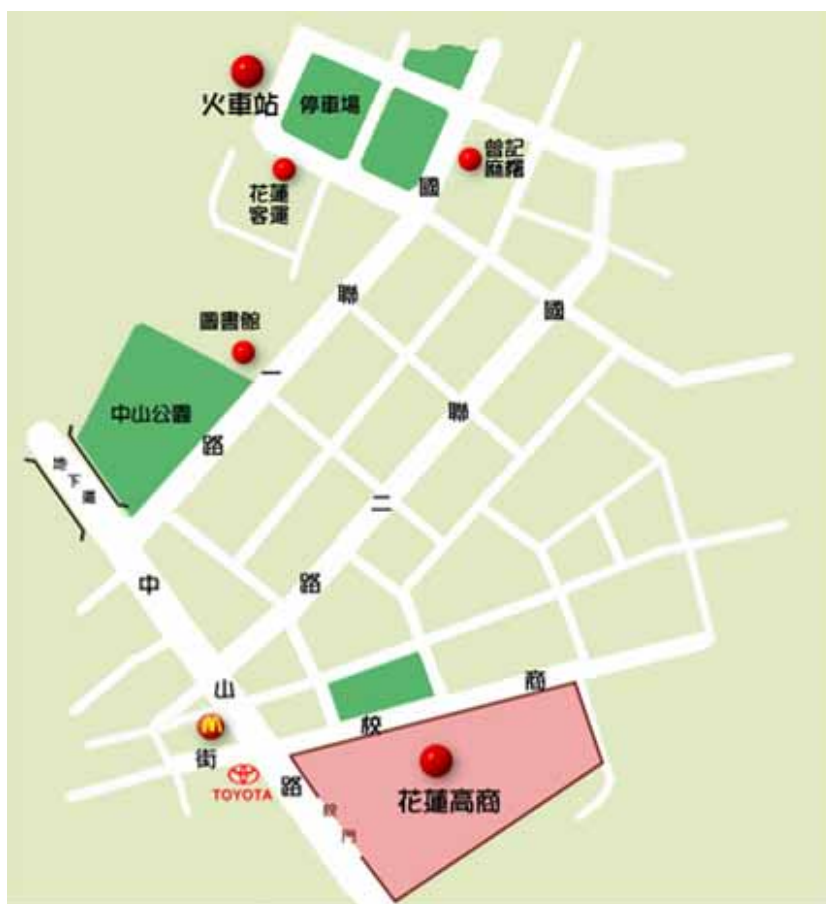 火車站
停車場
花蓮
客運
曾記
麻糬
國
聯
一
路
圖書館
中山公園
地
下
道
國
聯
二
路
中
山
路
商
校
街
TOYOTA
花蓮高商
門